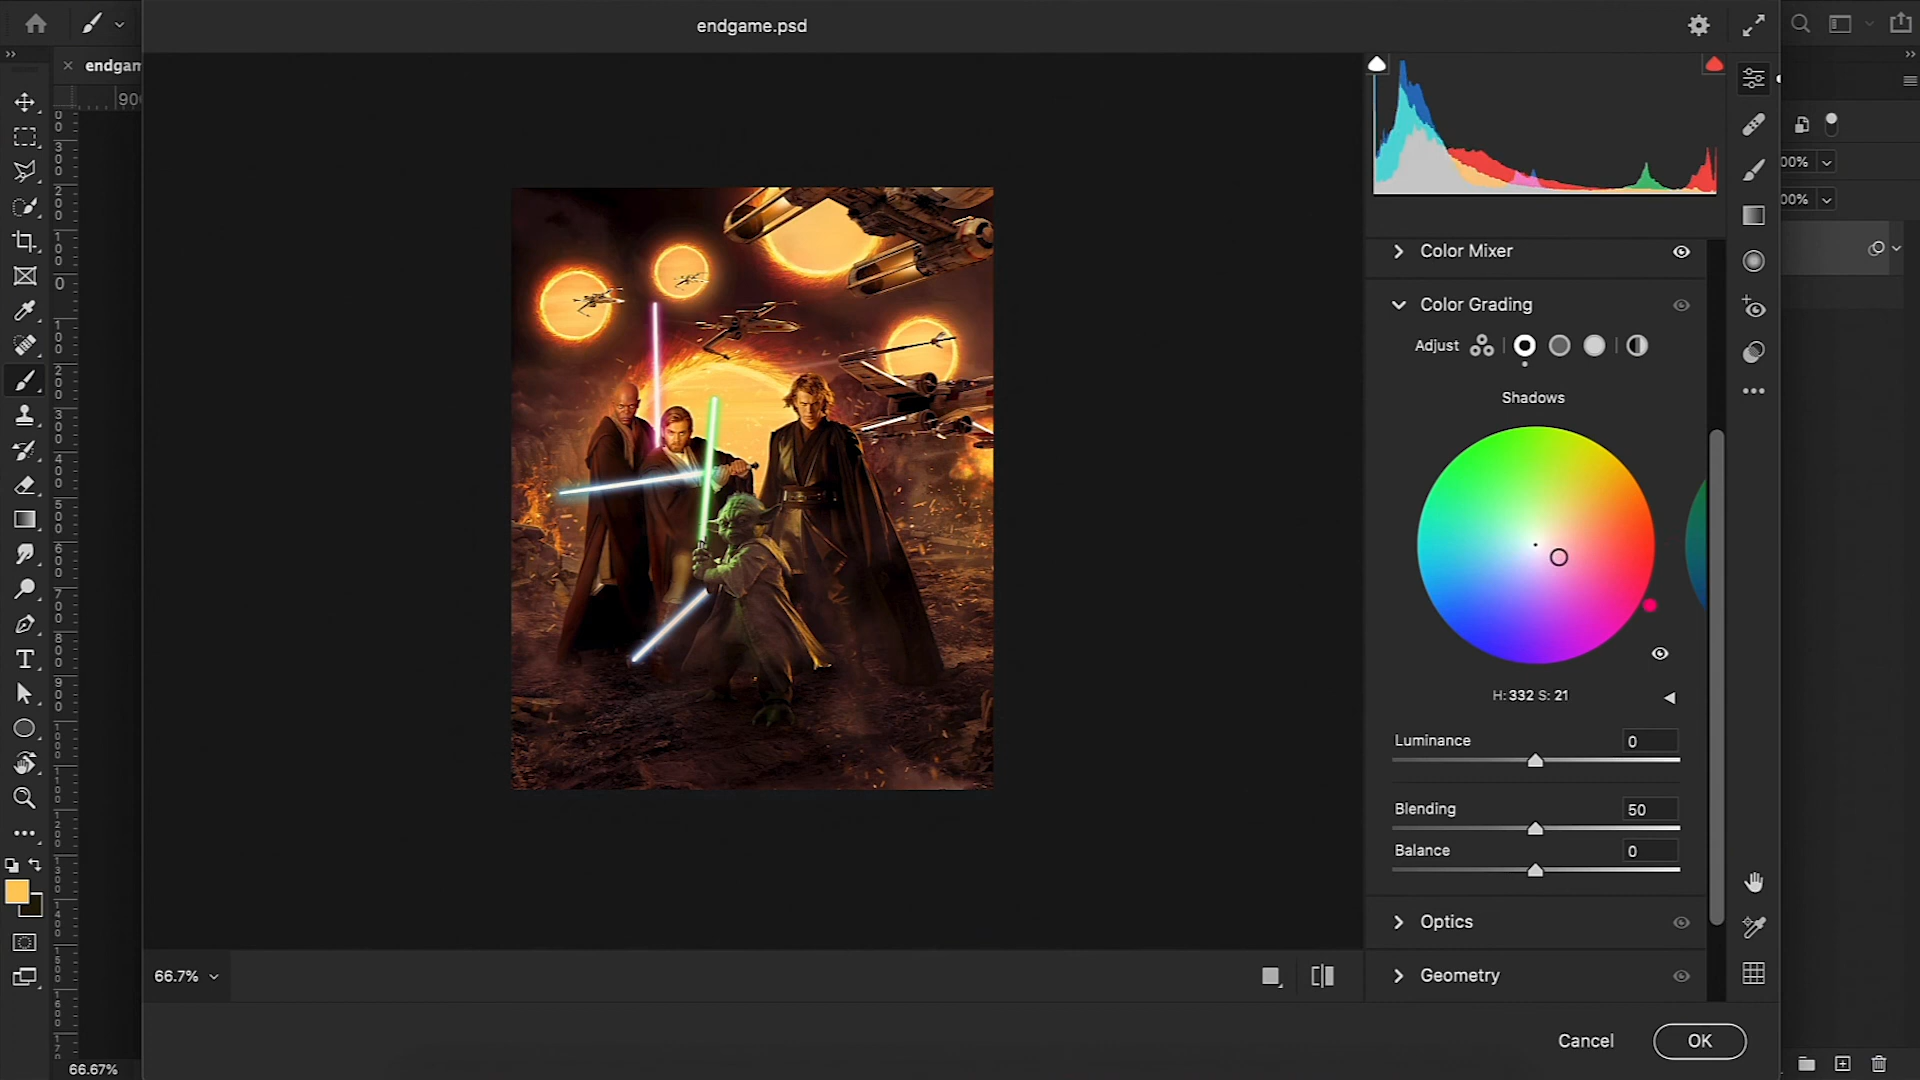 endgame.psd
endgam
900
Color Mixer
Color Grading
Adjust
Shadows
H: 332 S: 21
Luminance 0
Blending 50
Balance 0
Optics
Geometry
66.7%
Cancel
OK
66.67%
00%
00%